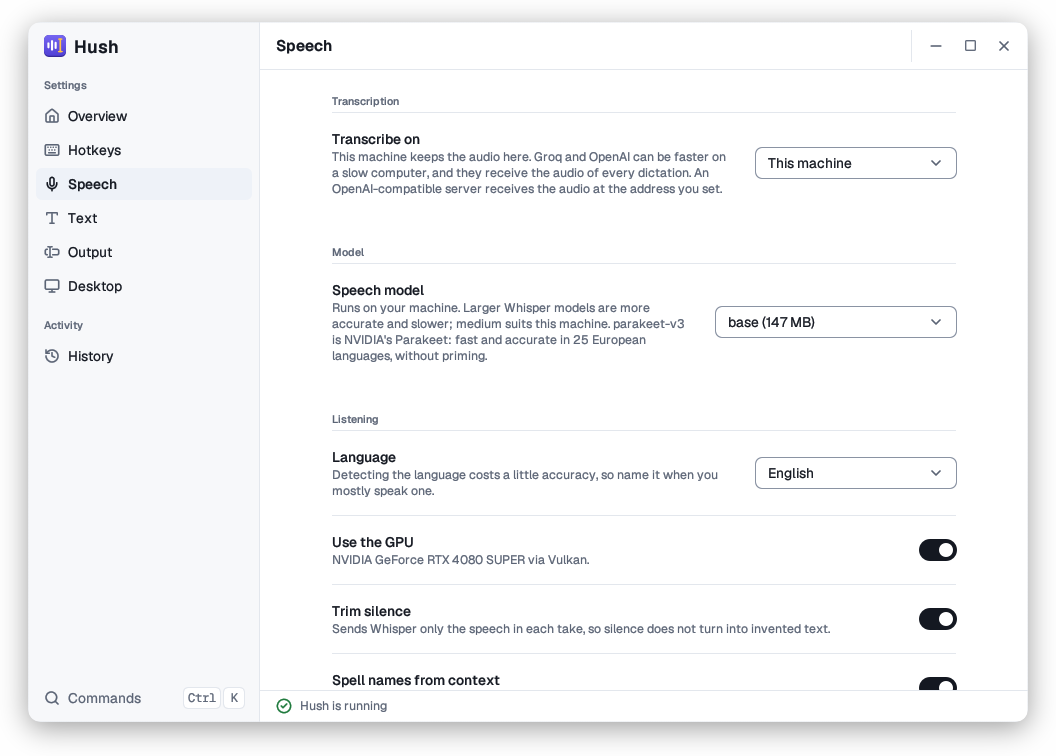 Hush
Speech
Settings
Overview
Hotkeys
Speech
Text
Output
Desktop
Activity
History
Commands
Ctrl K
Transcription
Transcribe on
This machine keeps the audio here. Groq and OpenAI can be faster on
a slow computer, and they receive the audio of every dictation. An
OpenAI-compatible server receives the audio at the address you set.
This machine
Model
Speech model
Runs on your machine. Larger Whisper models are more
accurate and slower; medium suits this machine. parakeet-v3
is NVIDIA's Parakeet: fast and accurate in 25 European
languages, without priming.
base (147 MB)
Listening
Language
Detecting the language costs a little accuracy, so name it when you
mostly speak one.
English
Use the GPU
NVIDIA GeForce RTX 4080 SUPER via Vulkan.
Trim silence
Sends Whisper only the speech in each take, so silence does not turn into invented text.
Spell names from context
Hush is running